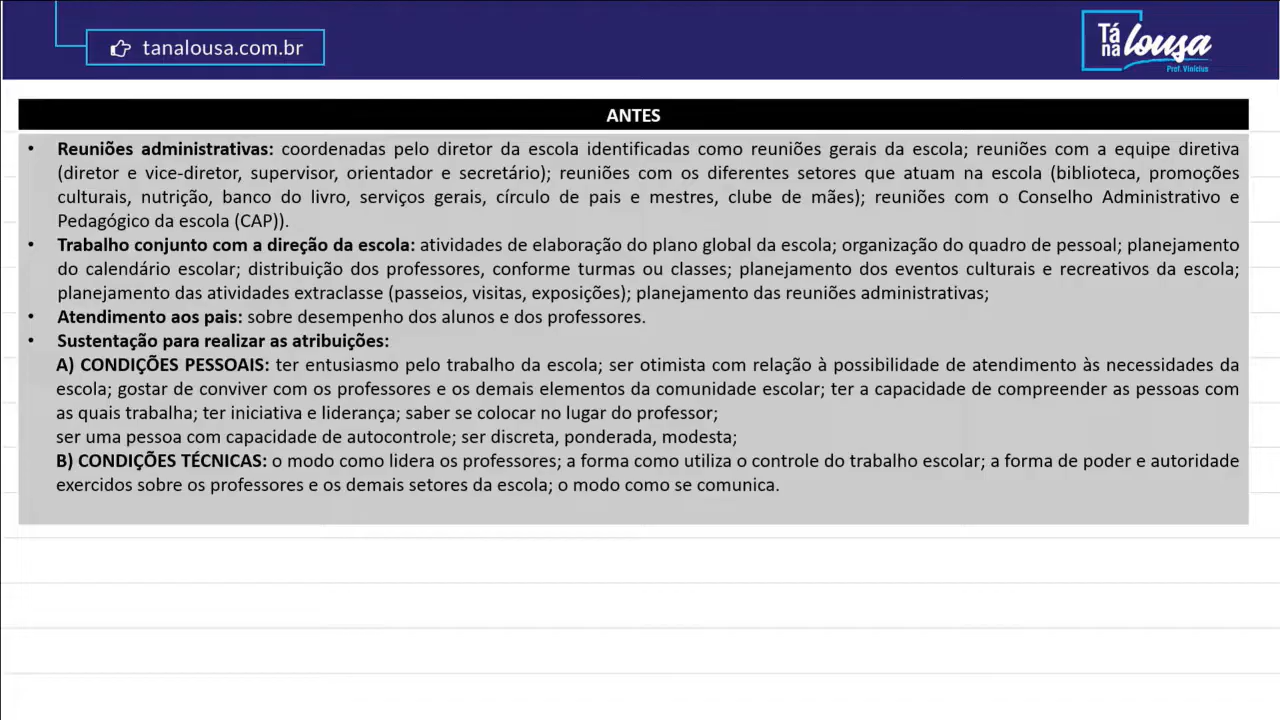 tanalousa.com.br
Tá
na lousa
Prof. Vinícius
ANTES
• Reuniões administrativas: coordenadas pelo diretor da escola identificadas como reuniões gerais da escola; reuniões com a equipe diretiva
(diretor e vice-diretor, supervisor, orientador e secretário); reuniões com os diferentes setores que atuam na escola (biblioteca, promoções
culturais, nutrição, banco do livro, serviços gerais, círculo de pais e mestres, clube de mães); reuniões com o Conselho Administrativo e
Pedagógico da escola (CAP)).
• Trabalho conjunto com a direção da escola: atividades de elaboração do plano global da escola; organização do quadro de pessoal; planejamento
do calendário escolar; distribuição dos professores, conforme turmas ou classes; planejamento dos eventos culturais e recreativos da escola;
planejamento das atividades extraclasse (passeios, visitas, exposições); planejamento das reuniões administrativas;
• Atendimento aos pais: sobre desempenho dos alunos e dos professores.
• Sustentação para realizar as atribuições:
A) CONDIÇÕES PESSOAIS: ter entusiasmo pelo trabalho da escola; ser otimista com relação à possibilidade de atendimento às necessidades da
escola; gostar de conviver com os professores e os demais elementos da comunidade escolar; ter a capacidade de compreender as pessoas com
as quais trabalha; ter iniciativa e liderança; saber se colocar no lugar do professor;
ser uma pessoa com capacidade de autocontrole; ser discreta, ponderada, modesta;
B) CONDIÇÕES TÉCNICAS: o modo como lidera os professores; a forma como utiliza o controle do trabalho escolar; a forma de poder e autoridade
exercidos sobre os professores e os demais setores da escola; o modo como se comunica.